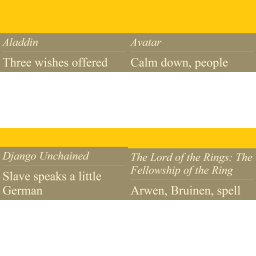 Aladdin
Avatar
Three wishes offered
Calm down, people
Django Unchained
The Lord of the Rings: The
Fellowship of the Ring
Slave speaks a little
German
Arwen, Bruinen, spell